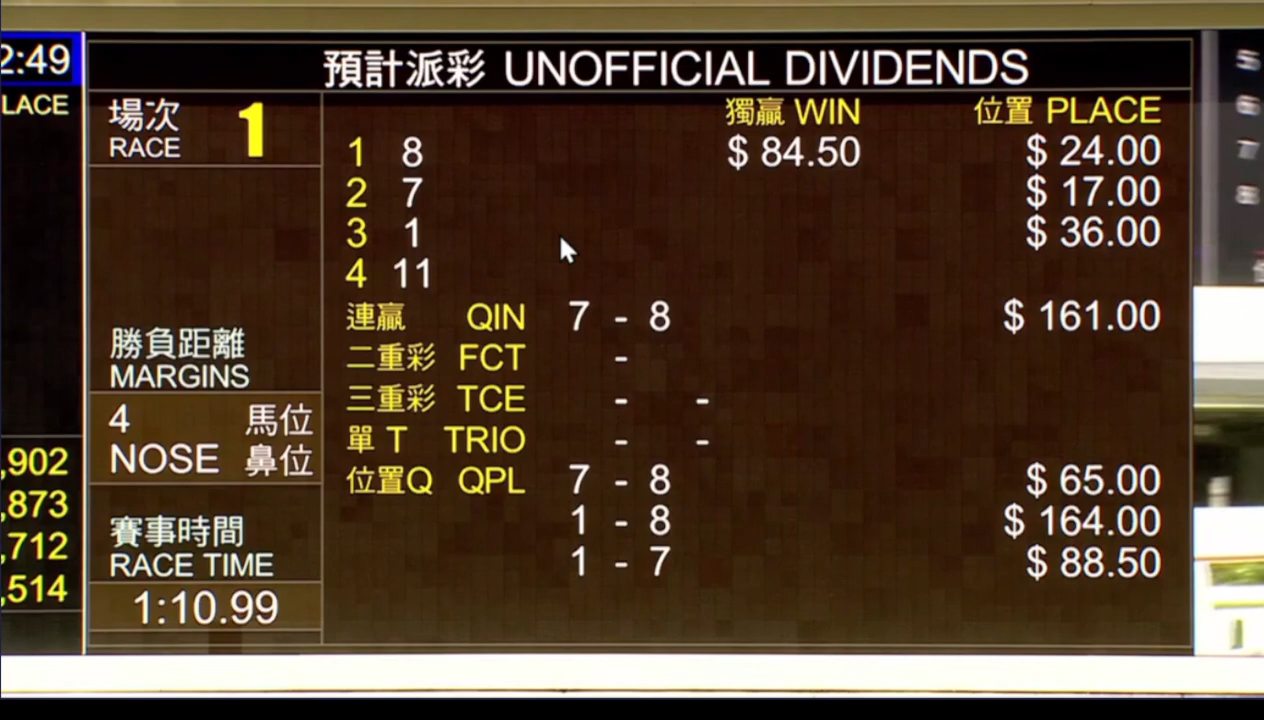 2:49
LACE
預計派彩 UNOFFICIAL DIVIDENDS
場次
RACE 1
獨贏 WIN 位置 PLACE
1 8 $ 84.50 $ 24.00
2 7 $ 17.00
3 1 $ 36.00
4 11
連贏 QIN 7 - 8 $ 161.00
二重彩 FCT -
三重彩 TCE - -
單 T TRIO - -
位置Q QPL 7 - 8 $ 65.00
1 - 8 $ 164.00
1 - 7 $ 88.50
勝負距離
MARGINS
4 馬位
NOSE 鼻位
賽事時間
RACE TIME
1:10.99
,902
,873
,712
,514